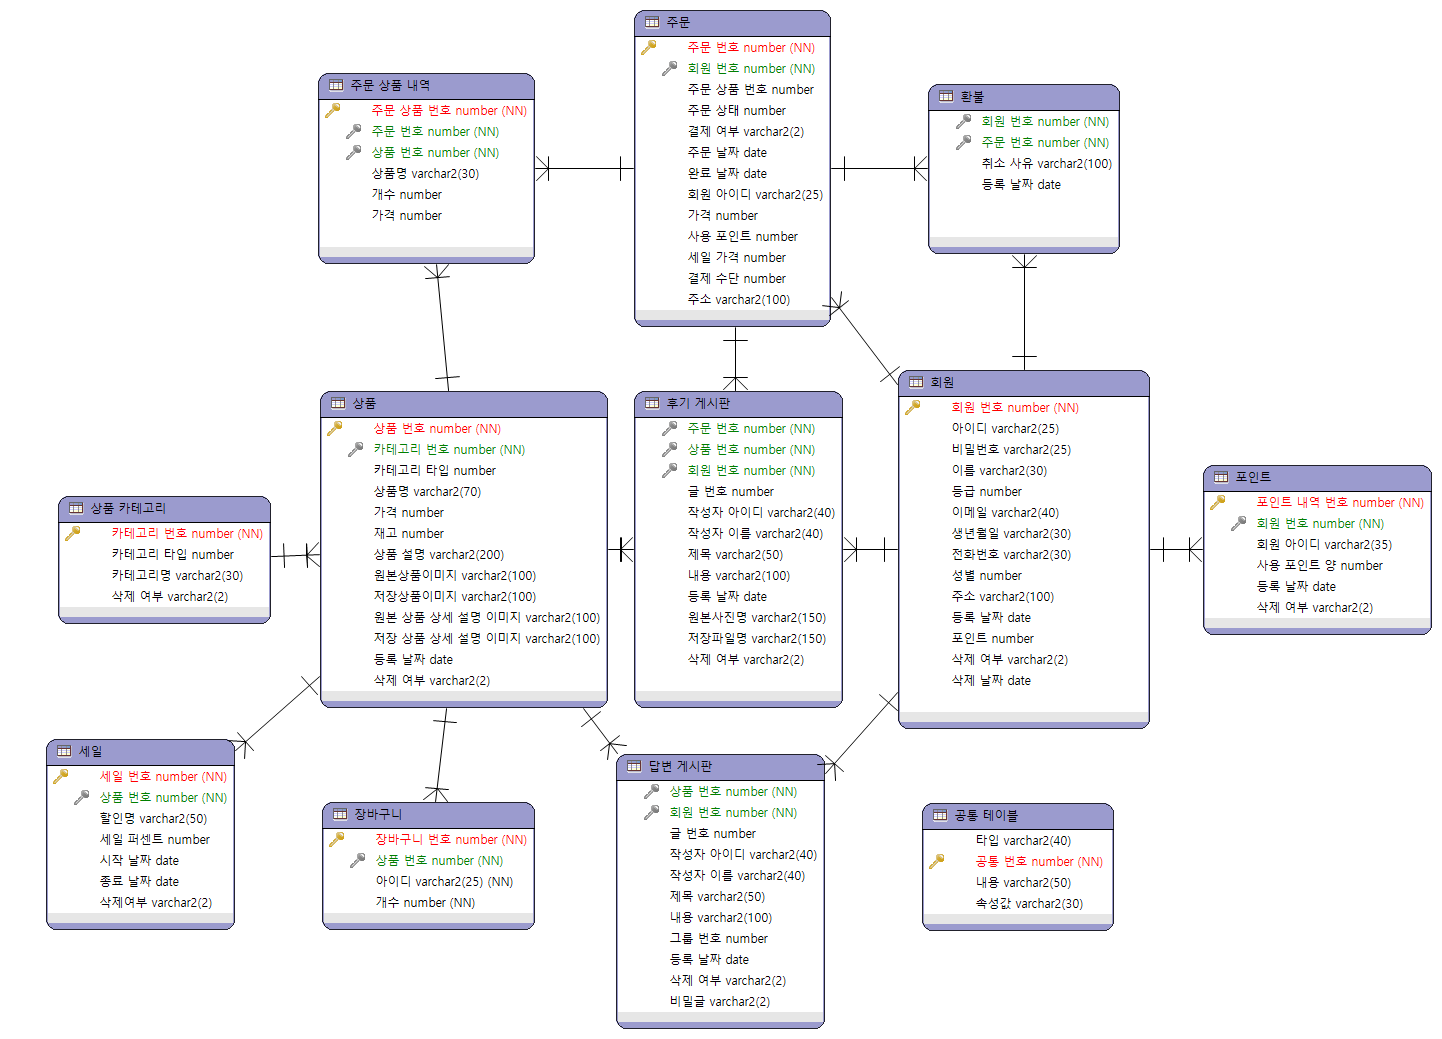 주문
주문 번호 number (NN)
회원 번호 number (NN)
주문 상품 번호 number
주문 상태 number
결제 여부 varchar2(2)
주문 날짜 date
완료 날짜 date
회원 아이디 varchar2(25)
가격 number
사용 포인트 number
세일 가격 number
결제 수단 number
주소 varchar2(100)
주문 상품 내역
주문 상품 번호 number (NN)
주문 번호 number (NN)
상품 번호 number (NN)
상품명 varchar2(30)
개수 number
가격 number
환불
회원 번호 number (NN)
주문 번호 number (NN)
취소 사유 varchar2(100)
등록 날짜 date
상품
상품 번호 number (NN)
카테고리 번호 number (NN)
카테고리 타입 number
상품명 varchar2(70)
가격 number
재고 number
상품 설명 varchar2(200)
원본상품이미지 varchar2(100)
저장상품이미지 varchar2(100)
원본 상품 상세 설명 이미지 varchar2(100)
저장 상품 상세 설명 이미지 varchar2(100)
등록 날짜 date
삭제 여부 varchar2(2)
후기 게시판
주문 번호 number (NN)
상품 번호 number (NN)
회원 번호 number (NN)
글 번호 number
작성자 아이디 varchar2(40)
작성자 이름 varchar2(40)
제목 varchar2(50)
내용 varchar2(100)
등록 날짜 date
원본사진명 varchar2(150)
저장파일명 varchar2(150)
삭제 여부 varchar2(2)
회원
회원 번호 number (NN)
아이디 varchar2(25)
비밀번호 varchar2(25)
이름 varchar2(30)
등급 number
이메일 varchar2(40)
생년월일 varchar2(30)
전화번호 varchar2(30)
성별 number
주소 varchar2(100)
등록 날짜 date
포인트 number
삭제 여부 varchar2(2)
삭제 날짜 date
상품 카테고리
카테고리 번호 number (NN)
카테고리 타입 number
카테고리명 varchar2(30)
삭제 여부 varchar2(2)
포인트
포인트 내역 번호 number (NN)
회원 번호 number (NN)
회원 아이디 varchar2(35)
사용 포인트 양 number
등록 날짜 date
삭제 여부 varchar2(2)
세일
세일 번호 number (NN)
상품 번호 number (NN)
할인명 varchar2(50)
세일 퍼센트 number
시작 날짜 date
종료 날짜 date
삭제여부 varchar2(2)
장바구니
장바구니 번호 number (NN)
상품 번호 number (NN)
아이디 varchar2(25) (NN)
개수 number (NN)
답변 게시판
상품 번호 number (NN)
회원 번호 number (NN)
글 번호 number
작성자 아이디 varchar2(40)
작성자 이름 varchar2(40)
제목 varchar2(50)
내용 varchar2(100)
그룹 번호 number
등록 날짜 date
삭제 여부 varchar2(2)
비밀글 varchar2(2)
공통 테이블
타입 varchar2(40)
공통 번호 number (NN)
내용 varchar2(50)
속성값 varchar2(30)